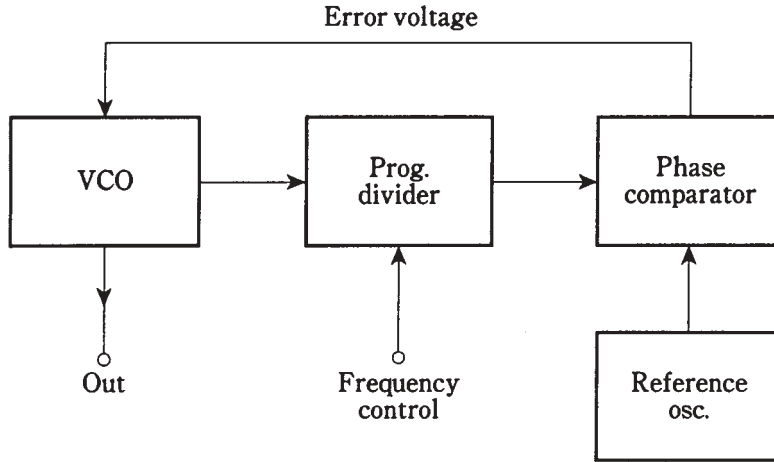 Error voltage
VCO
Prog.
divider
Phase
comparator
Out
Frequency
control
Reference
osc.